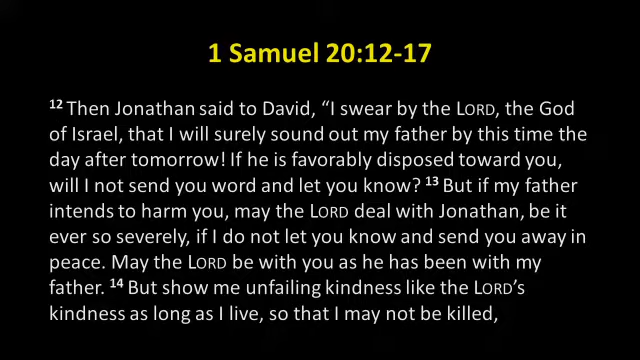 1 Samuel 20:12-17
12 Then Jonathan said to David, “I swear by the LORD, the God
of Israel, that I will surely sound out my father by this time the
day after tomorrow! If he is favorably disposed toward you,
will I not send you word and let you know? 13 But if my father
intends to harm you, may the LORD deal with Jonathan, be it
ever so severely, if I do not let you know and send you away in
peace. May the LORD be with you as he has been with my
father. 14 But show me unfailing kindness like the LORD’s
kindness as long as I live, so that I may not be killed,